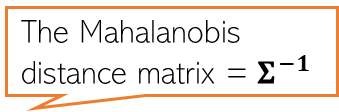 The Mahalanobis
distance matrix = Σ⁻¹